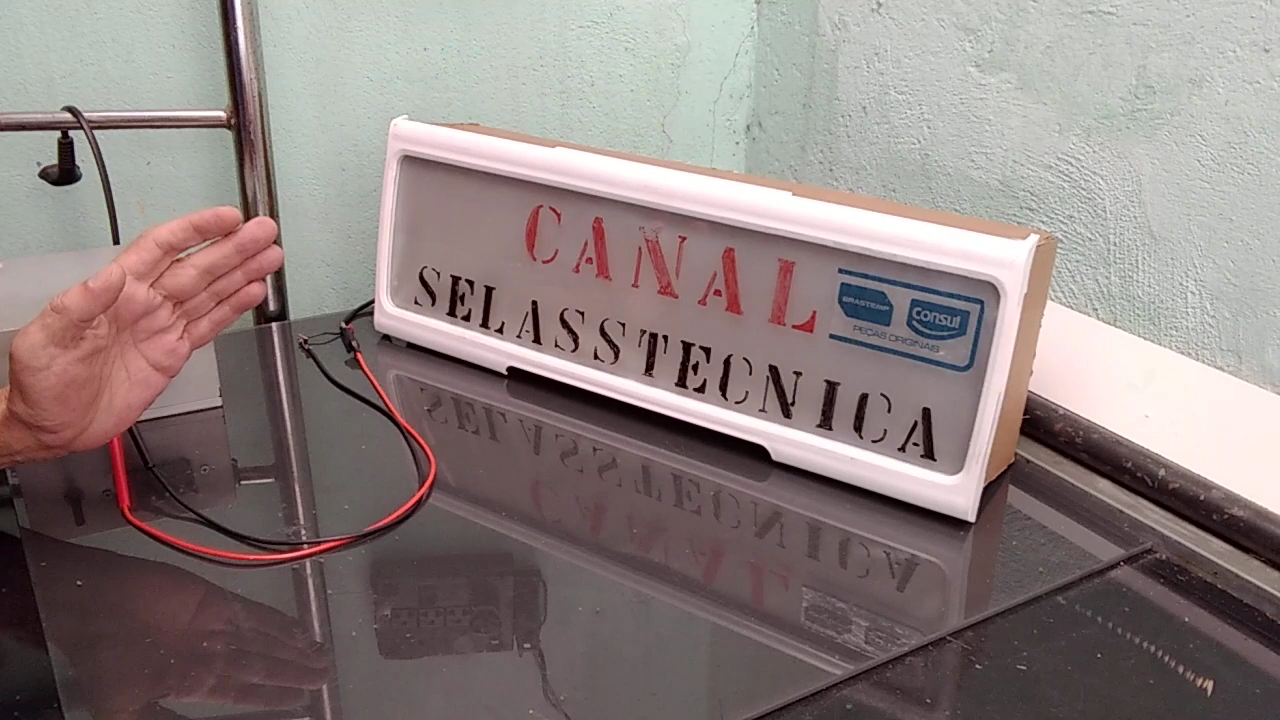 CANAL
SELASSTECNICA
BRASTEMP
consul
PEÇAS ORIGINAIS